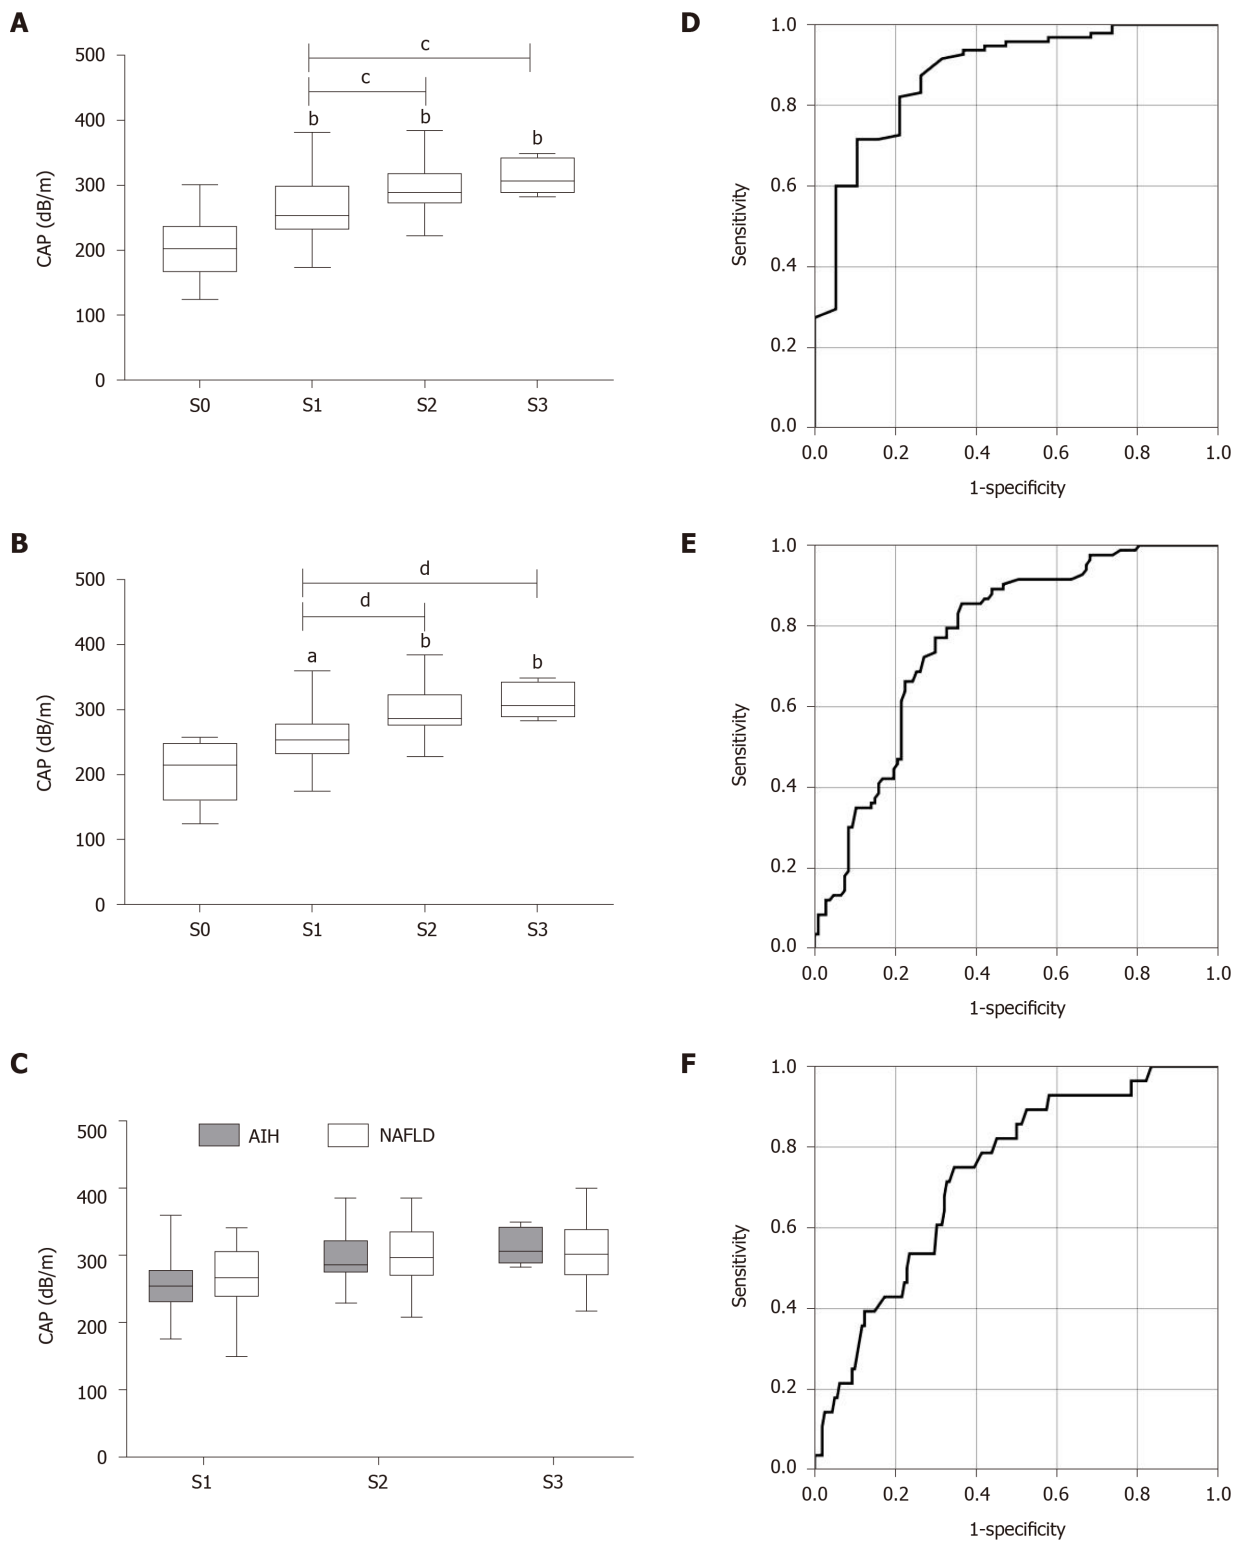 A
500
400
300
200
100
0
CAP (dB/m)
c
c
b
b
b
S0 S1 S2 S3
D
1.0
0.8
0.6
0.4
0.2
0.0
Sensitivity
0.0 0.2 0.4 0.6 0.8 1.0
1-specificity
B
500
400
300
200
100
0
CAP (dB/m)
d
d
a
b
b
S0 S1 S2 S3
E
1.0
0.8
0.6
0.4
0.2
0.0
Sensitivity
0.0 0.2 0.4 0.6 0.8 1.0
1-specificity
C
500
400
300
200
100
0
CAP (dB/m)
AIH NAFLD
S1 S2 S3
F
1.0
0.8
0.6
0.4
0.2
0.0
Sensitivity
0.0 0.2 0.4 0.6 0.8 1.0
1-specificity